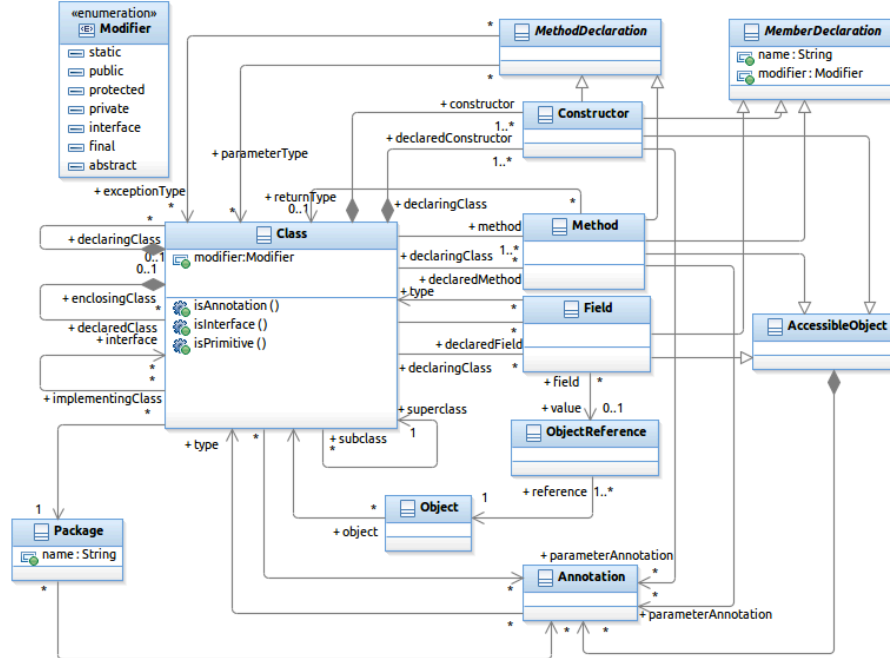 «enumeration»
Modifier
static
public
protected
private
interface
final
abstract
*
MethodDeclaration
*
MemberDeclaration
name : String
modifier : Modifier
+ constructor
1..*
Constructor
+ declaredConstructor
1..*
+ parameterType
+ exceptionType
*
*
+ returnType
0..1
+ declaringClass
*
*
Class
modifier:Modifier
+ declaringClass
0..1
0..1
+ method
Method
1..*
+ declaringClass
*
+ declaredMethod
+ enclosingClass
*
isAnnotation ()
isInterface ()
isPrimitive ()
+ type
*
Field
*
+ declaredClass
+ interface
+ declaredField
+ declaringClass
*
AccessibleObject
*
*
+ implementingClass
*
+ field
*
+ value
0..1
+ superclass
1
+ subclass
*
ObjectReference
+ type
*
+ reference
1..*
1
Package
name : String
*
Object
1
*
+ object
+ parameterAnnotation
Annotation
*
*
*
*
+ parameterAnnotation
*
*
*